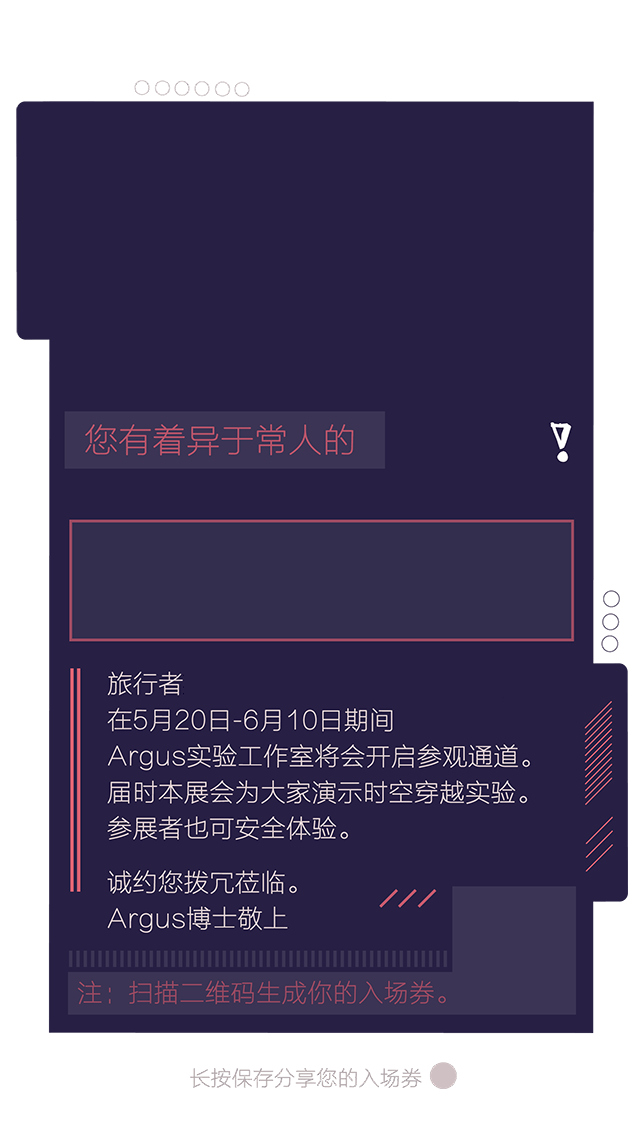 您有着异于常人的
!
旅行者
在5月20日-6月10日期间
Argus实验工作室将会开启参观通道。
届时本展会为大家演示时空穿越实验。
参展者也可安全体验。
诚约您拨冗莅临。
Argus博士敬上
注：扫描二维码生成你的入场券。
长按保存分享您的入场券